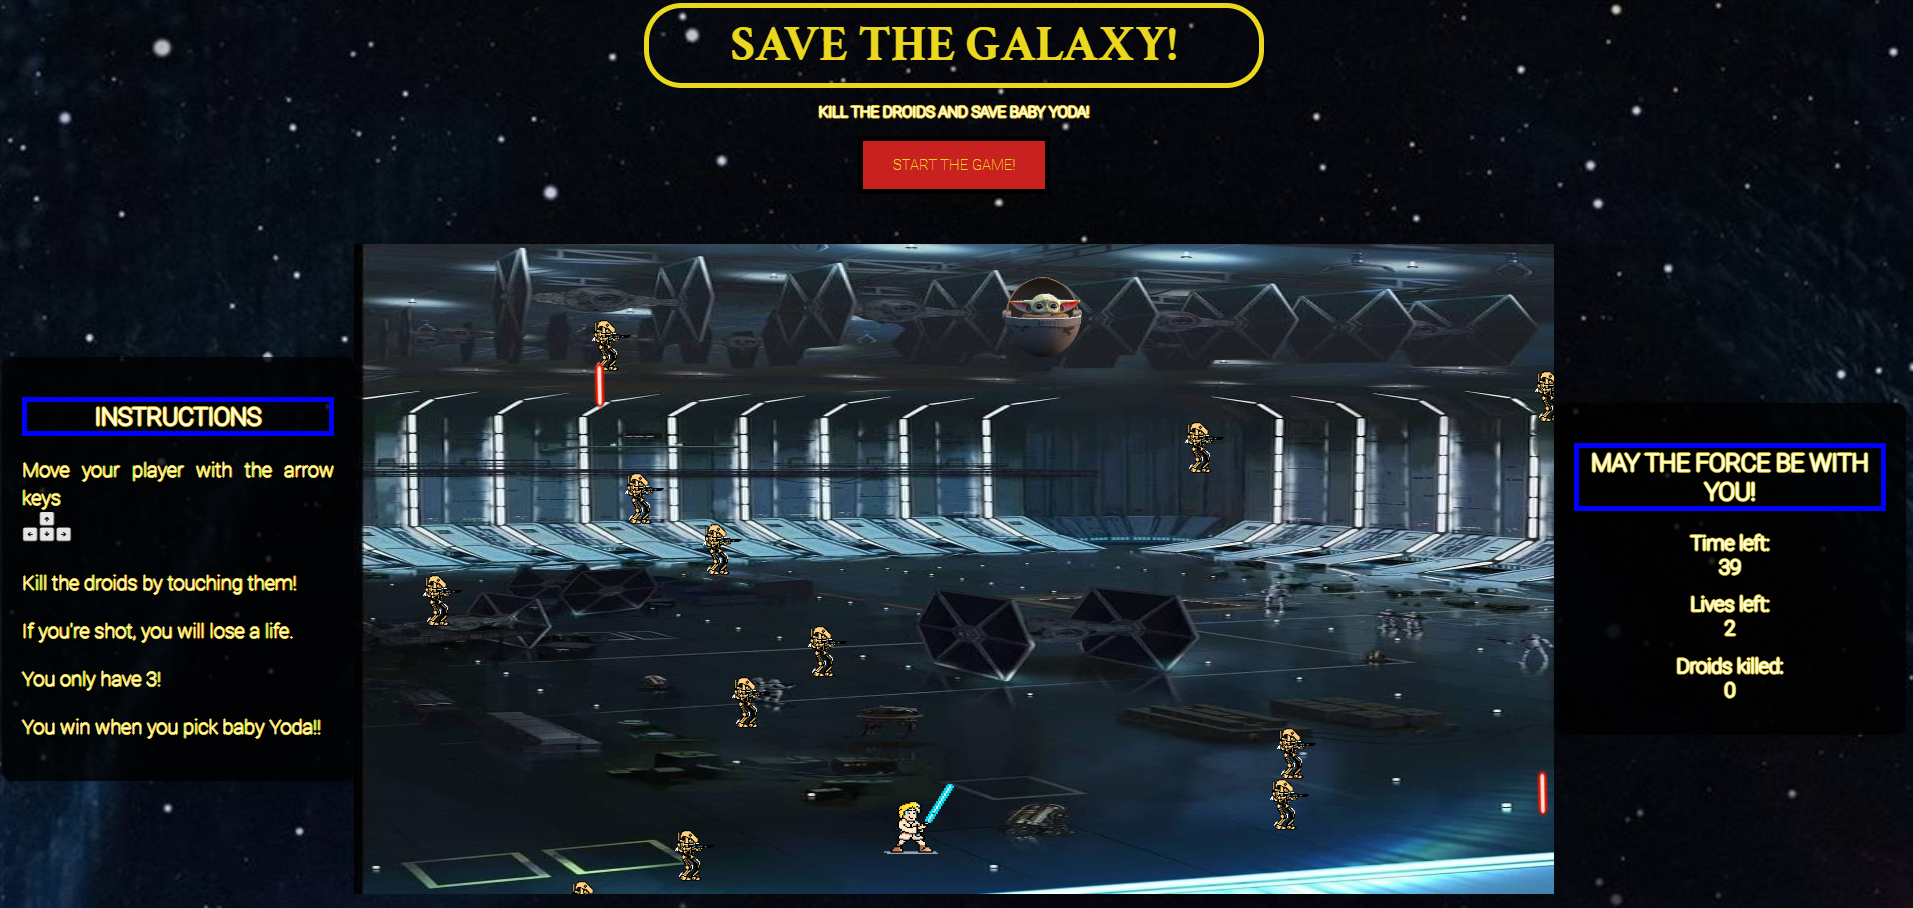 SAVE THE GALAXY!
KILL THE DROIDS AND SAVE BABY YODA!
START THE GAME!
INSTRUCTIONS
Move your player with the arrow
keys
Kill the droids by touching them!
If you're shot, you will lose a life.
You only have 3!
You win when you pick baby Yoda!!
MAY THE FORCE BE WITH
YOU!
Time left:
39
Lives left:
2
Droids killed:
0